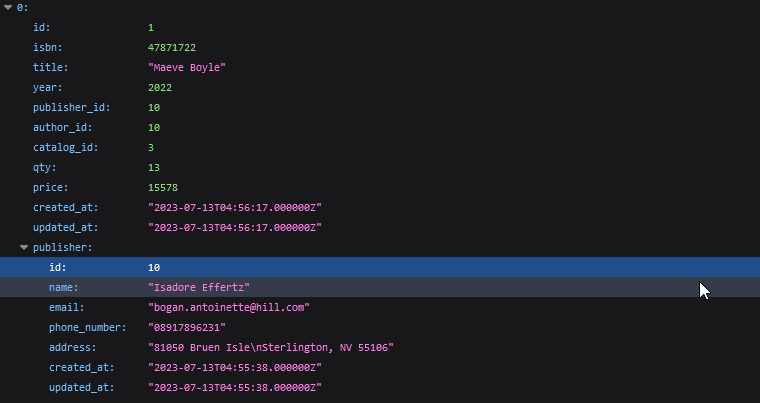 0:
id: 1
isbn: 47871722
title: "Maeve Boyle"
year: 2022
publisher_id: 10
author_id: 10
catalog_id: 3
qty: 13
price: 15578
created_at: "2023-07-13T04:56:17.000000Z"
updated_at: "2023-07-13T04:56:17.000000Z"
publisher:
id: 10
name: "Isadore Effertz"
email: "bogan.antoinette@hill.com"
phone_number: "08917896231"
address: "81050 Bruen Isle\nSterlington, NV 55106"
created_at: "2023-07-13T04:55:38.000000Z"
updated_at: "2023-07-13T04:55:38.000000Z"